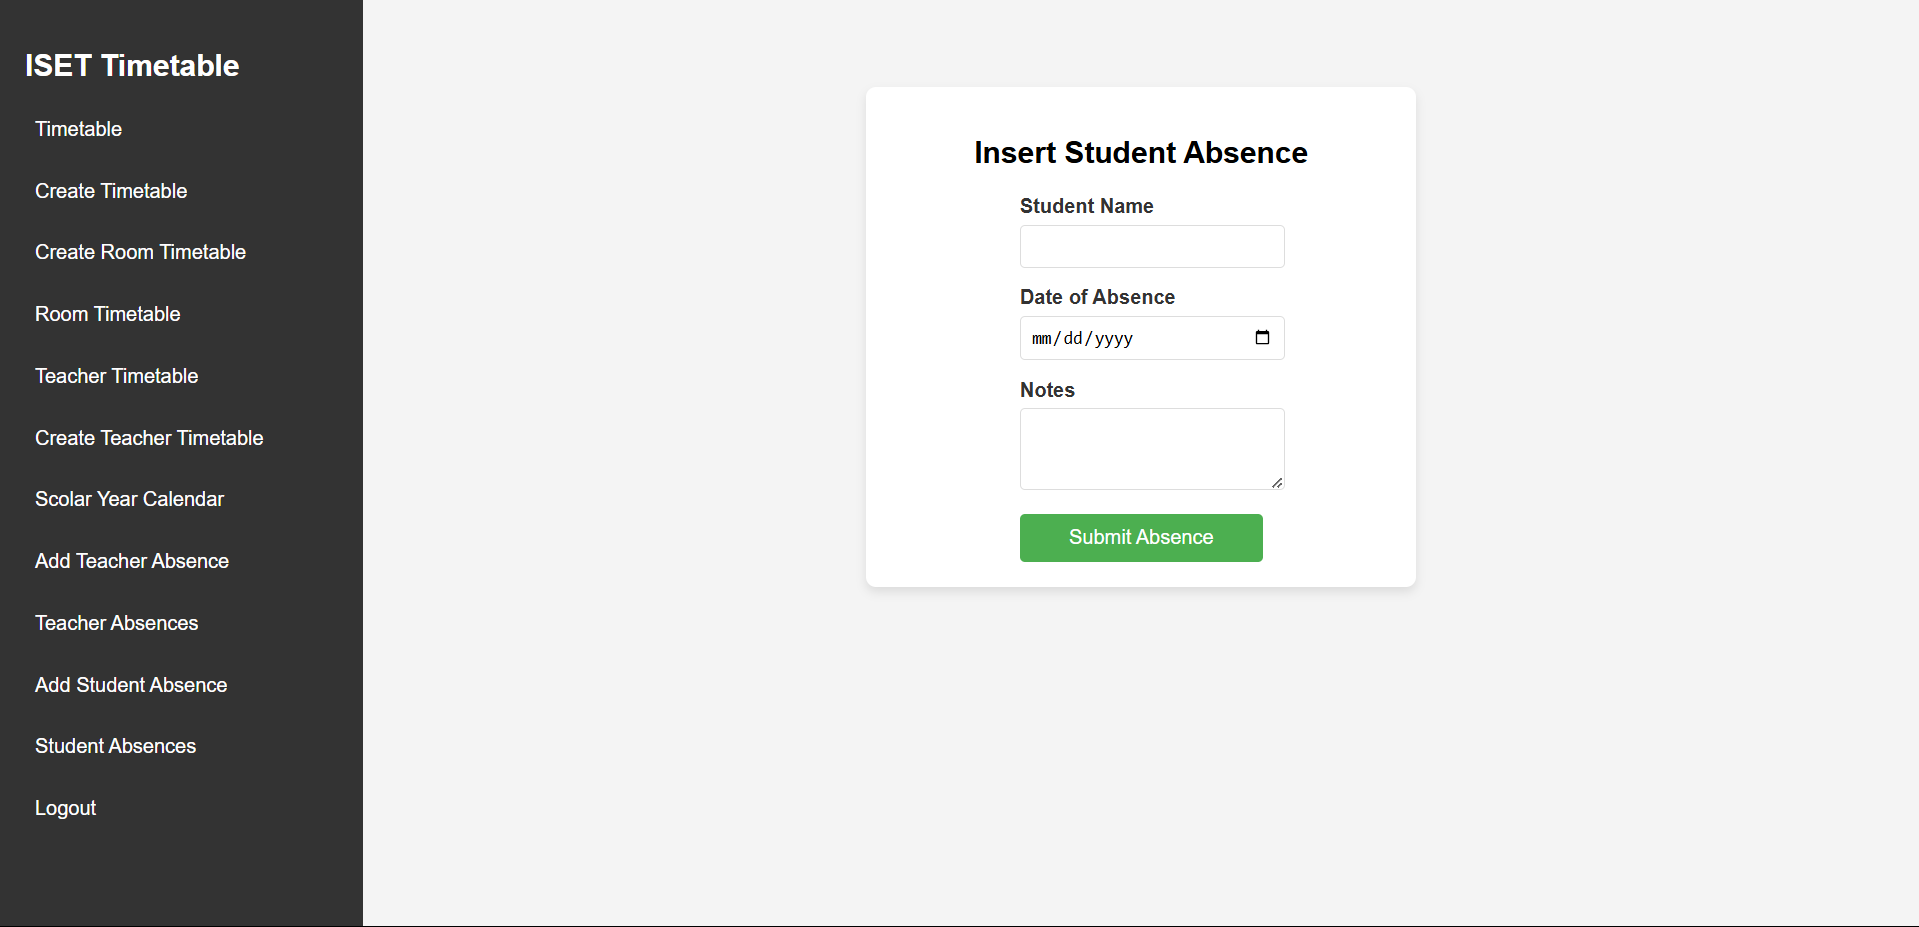 ISET Timetable
Timetable
Create Timetable
Create Room Timetable
Room Timetable
Teacher Timetable
Create Teacher Timetable
Scolar Year Calendar
Add Teacher Absence
Teacher Absences
Add Student Absence
Student Absences
Logout
Insert Student Absence
Student Name
Date of Absence
mm/dd/yyyy
Notes
Submit Absence